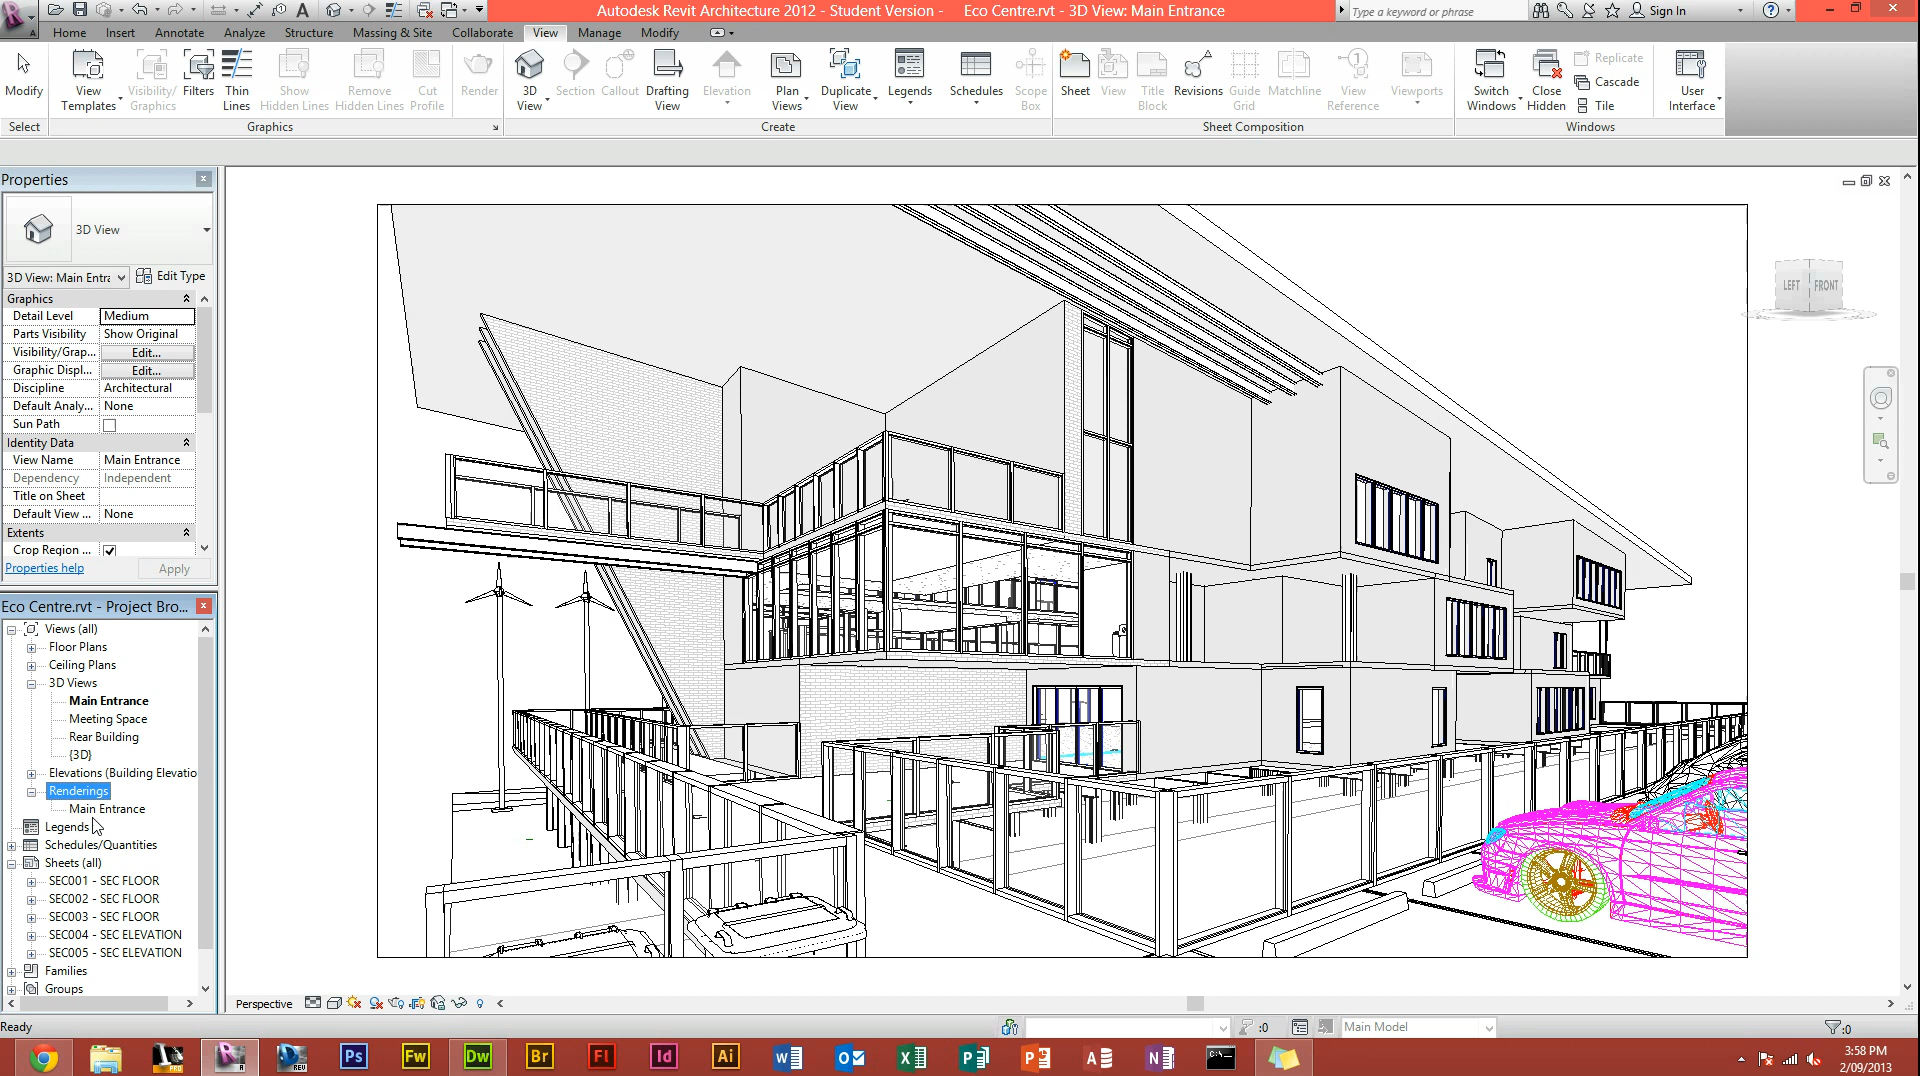 Autodesk Revit Architecture 2012 - Student Version - Eco Centre.rvt - 3D View: Main Entrance
Type a keyword or phrase
Sign In
Home Insert Annotate Analyze Structure Massing & Site Collaborate View Manage Modify
Modify
View Templates
Visibility/ Graphics
Filters
Thin Lines
Show Hidden Lines
Remove Hidden Lines
Cut Profile
Render
3D View
Section
Callout
Drafting View
Elevation
Plan Views
Duplicate View
Legends
Schedules
Scope Box
Sheet
View
Title Block
Revisions
Guide Grid
Matchline
View Reference
Viewports
Switch Windows
Close Hidden
Replicate
Cascade
Tile
User Interface
Select Graphics Create Sheet Composition Windows
Properties
3D View
3D View: Main Entra
Edit Type
Graphics
Detail Level Medium
Parts Visibility Show Original
Visibility/Grap... Edit...
Graphic Displ... Edit...
Discipline Architectural
Default Analy... None
Sun Path
Identity Data
View Name Main Entrance
Dependency Independent
Title on Sheet
Default View ... None
Extents
Crop Region ...
Properties help Apply
Eco Centre.rvt - Project Bro...
Views (all)
Floor Plans
Ceiling Plans
3D Views
Main Entrance
Meeting Space
Rear Building
{3D}
Elevations (Building Elevatio
Renderings
Main Entrance
Legends
Schedules/Quantities
Sheets (all)
SEC001 - SEC FLOOR
SEC002 - SEC FLOOR
SEC003 - SEC FLOOR
SEC004 - SEC ELEVATION
SEC005 - SEC ELEVATION
Families
Groups
LEFT FRONT
Perspective
Ready
:0
Main Model
:0
PRO
A
REV
Ps
Fw
Dw
Br
Fl
Id
Ai
3:58 PM
2/09/2013